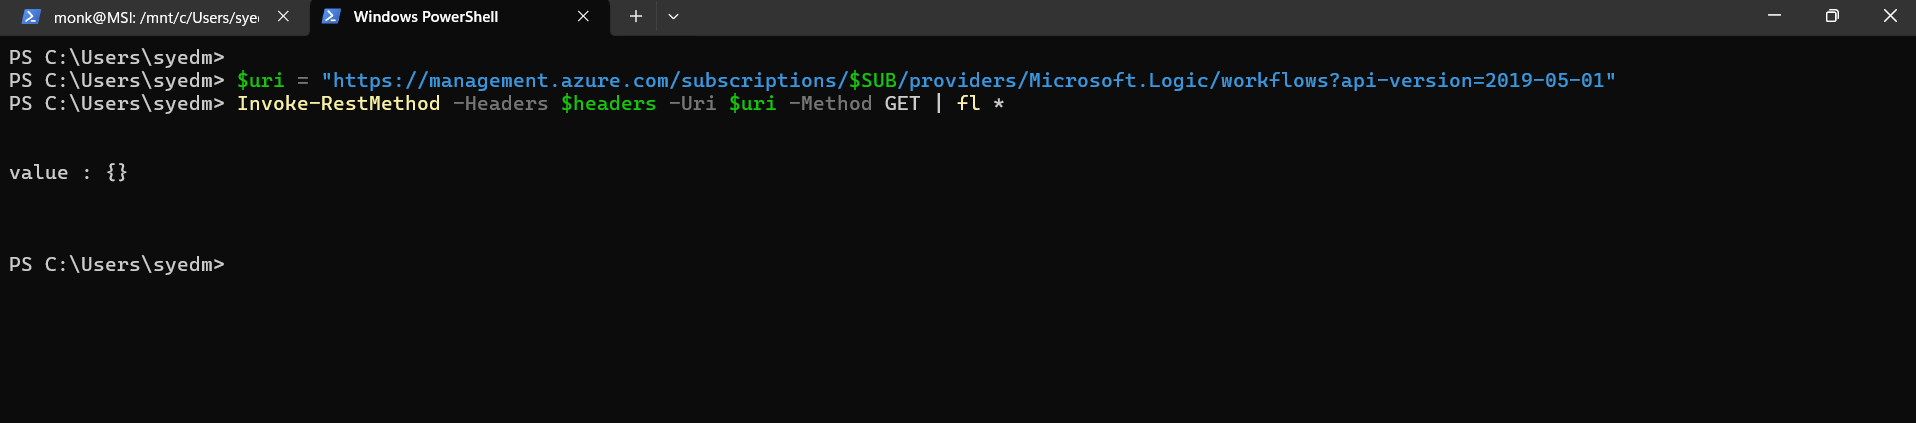 monk@MSI: /mnt/c/Users/sye
Windows PowerShell
PS C:\Users\syedm>
PS C:\Users\syedm> $uri = "https://management.azure.com/subscriptions/$SUB/providers/Microsoft.Logic/workflows?api-version=2019-05-01"
PS C:\Users\syedm> Invoke-RestMethod -Headers $headers -Uri $uri -Method GET | fl *
value : {}
PS C:\Users\syedm>